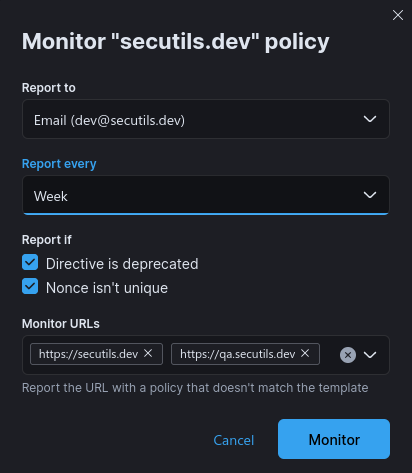 Monitor "secutils.dev" policy
Report to
Email (dev@secutils.dev)
Report every
Week
Report if
Directive is deprecated
Nonce isn't unique
Monitor URLs
https://secutils.dev https://qa.secutils.dev
Report the URL with a policy that doesn't match the template
Cancel Monitor